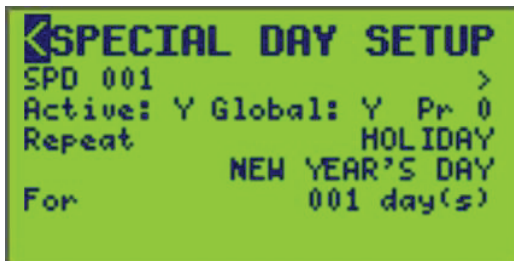 <SPECIAL DAY SETUP
SPD 001 >
Active: Y Global: Y Pr 0
Repeat HOLIDAY
NEW YEAR'S DAY
For 001 day(s)